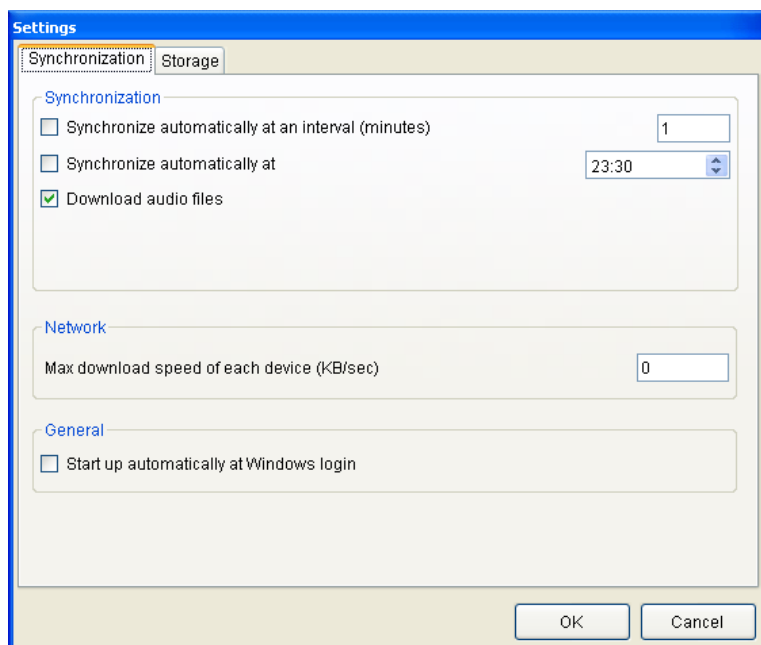 Settings
Synchronization Storage
Synchronization
Synchronize automatically at an interval (minutes) 1
Synchronize automatically at 23:30
Download audio files
Network
Max download speed of each device (KB/sec) 0
General
Start up automatically at Windows login
OK Cancel